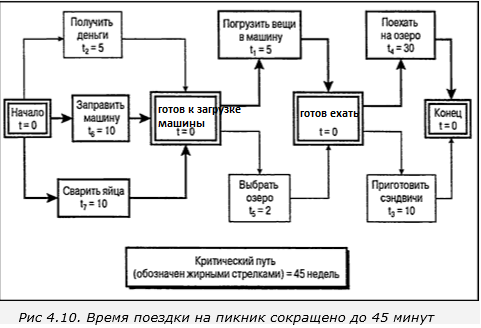 Получить
деньги
t2 = 5
Погрузить вещи
в машину
t1 = 5
Поехать
на озеро
t4 = 30
Начало
t = 0
Заправить
машину
t6 = 10
готов к загрузке
машины
t = 0
готов ехать
t = 0
Конец
t = 0
Сварить яйца
t7 = 10
Выбрать
озеро
t5 = 2
Приготовить
сэндвичи
t3 = 10
Критический путь
(обозначен жирными стрелками) = 45 недель
Рис 4.10. Время поездки на пикник сокращено до 45 минут